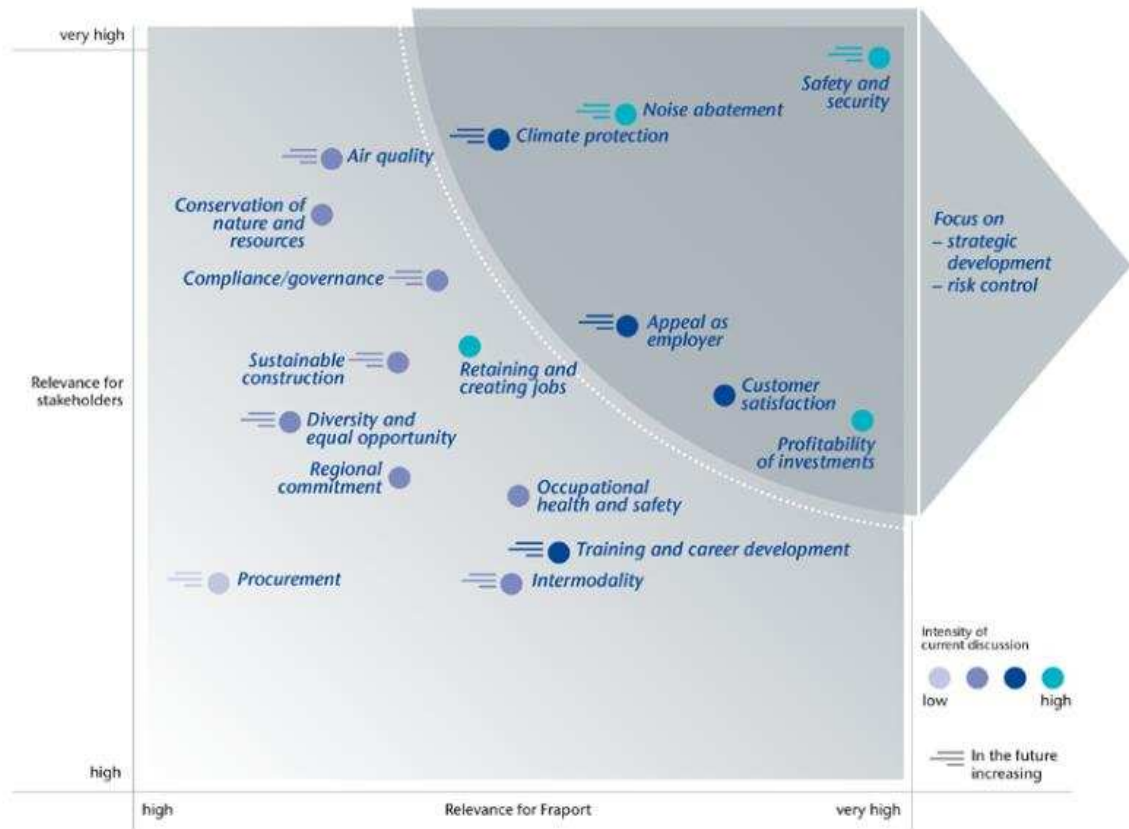 very high
Safety and
security
Noise abatement
Climate protection
Air quality
Conservation of
nature and
resources
Focus on
– strategic
development
– risk control
Compliance/governance
Appeal as
employer
Sustainable
construction
Retaining and
creating jobs
Relevance for
stakeholders
Customer
satisfaction
Diversity and
equal opportunity
Profitability
of investments
Regional
commitment
Occupational
health and safety
Training and career development
Procurement
Intermodality
Intensity of
current discussion
low
high
In the future
increasing
high
high
Relevance for Fraport
very high